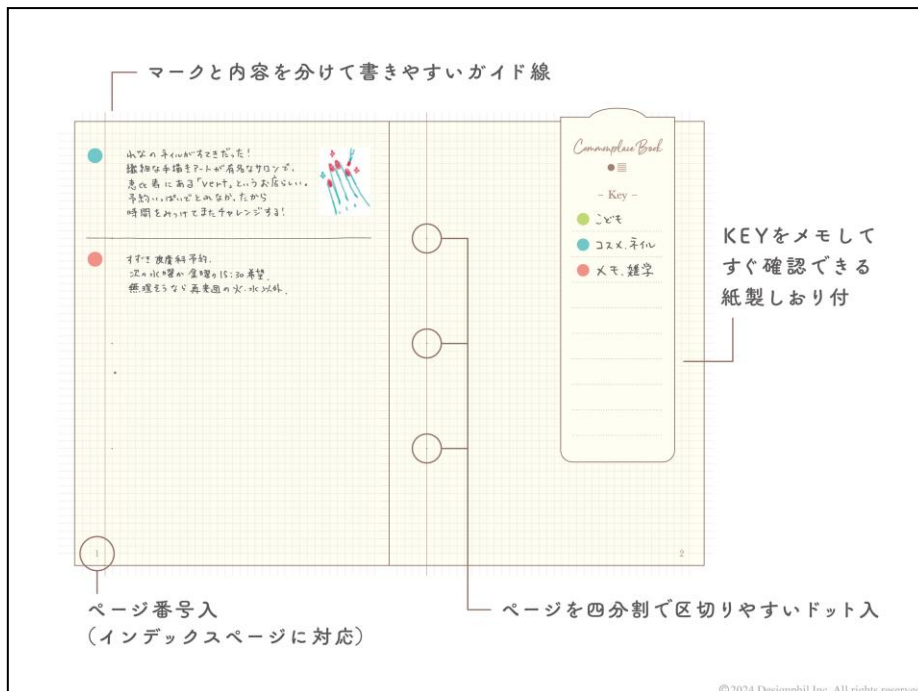 マークと内容を分けて書きやすいガイド線
れなのネイルがすてきだった!
繊細な手描きアートが有名なサロンで、
恵比寿にある「Vert」というお店らしい。
予約いっぱいでとれなかったから
時間をみつけてまたチャレンジする!
すずき皮膚科予約.
次の水曜か金曜の15:30希望.
無理そうなら再来週の火.水以外.
1
Commonplace Book
- Key -
こども
コスメ、ネイル
メモ、雑学
2
KEYをメモして
すぐ確認できる
紙製しおり付
ページ番号入
(インデックスページに対応)
ページを四分割で区切りやすいドット入
©2024 Designphil Inc. All rights reserved